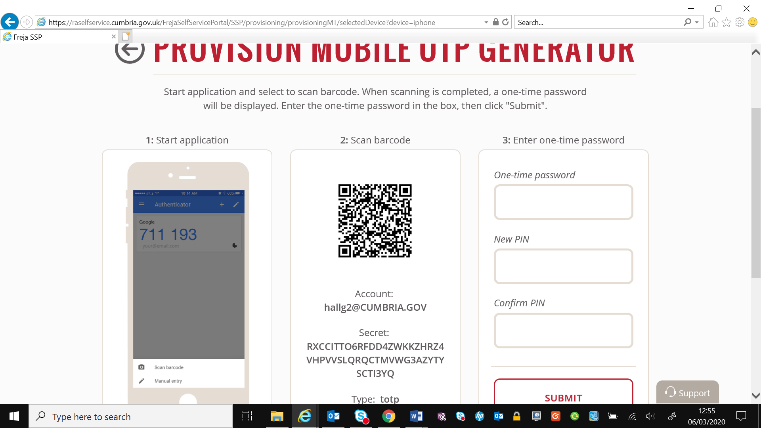 https://raselfservice.cumbria.gov.uk/FrejaSelfServicePortal/SSP/provisioning/provisioningM1/selectedDevice?device=iphone
Search...
Freja SSP
PROVISION MOBILE OTP GENERATOR
Start application and select to scan barcode. When scanning is completed, a one-time password
will be displayed. Enter the one-time password in the box, then click "Submit".
1: Start application
2: Scan barcode
3: Enter one-time password
Authenticator
Google
711 193
Scan barcode
Manual entry
Account:
hallg2@CUMBRIA.GOV
Secret:
RXCCITTO6RFDD4ZWKKZHRZ4
VHPVVSLQRQCTMVWG3AZYTY
SCTI3YQ
Type: totp
One-time password
New PIN
Confirm PIN
SUBMIT
Support
Type here to search
12:55
06/03/2020